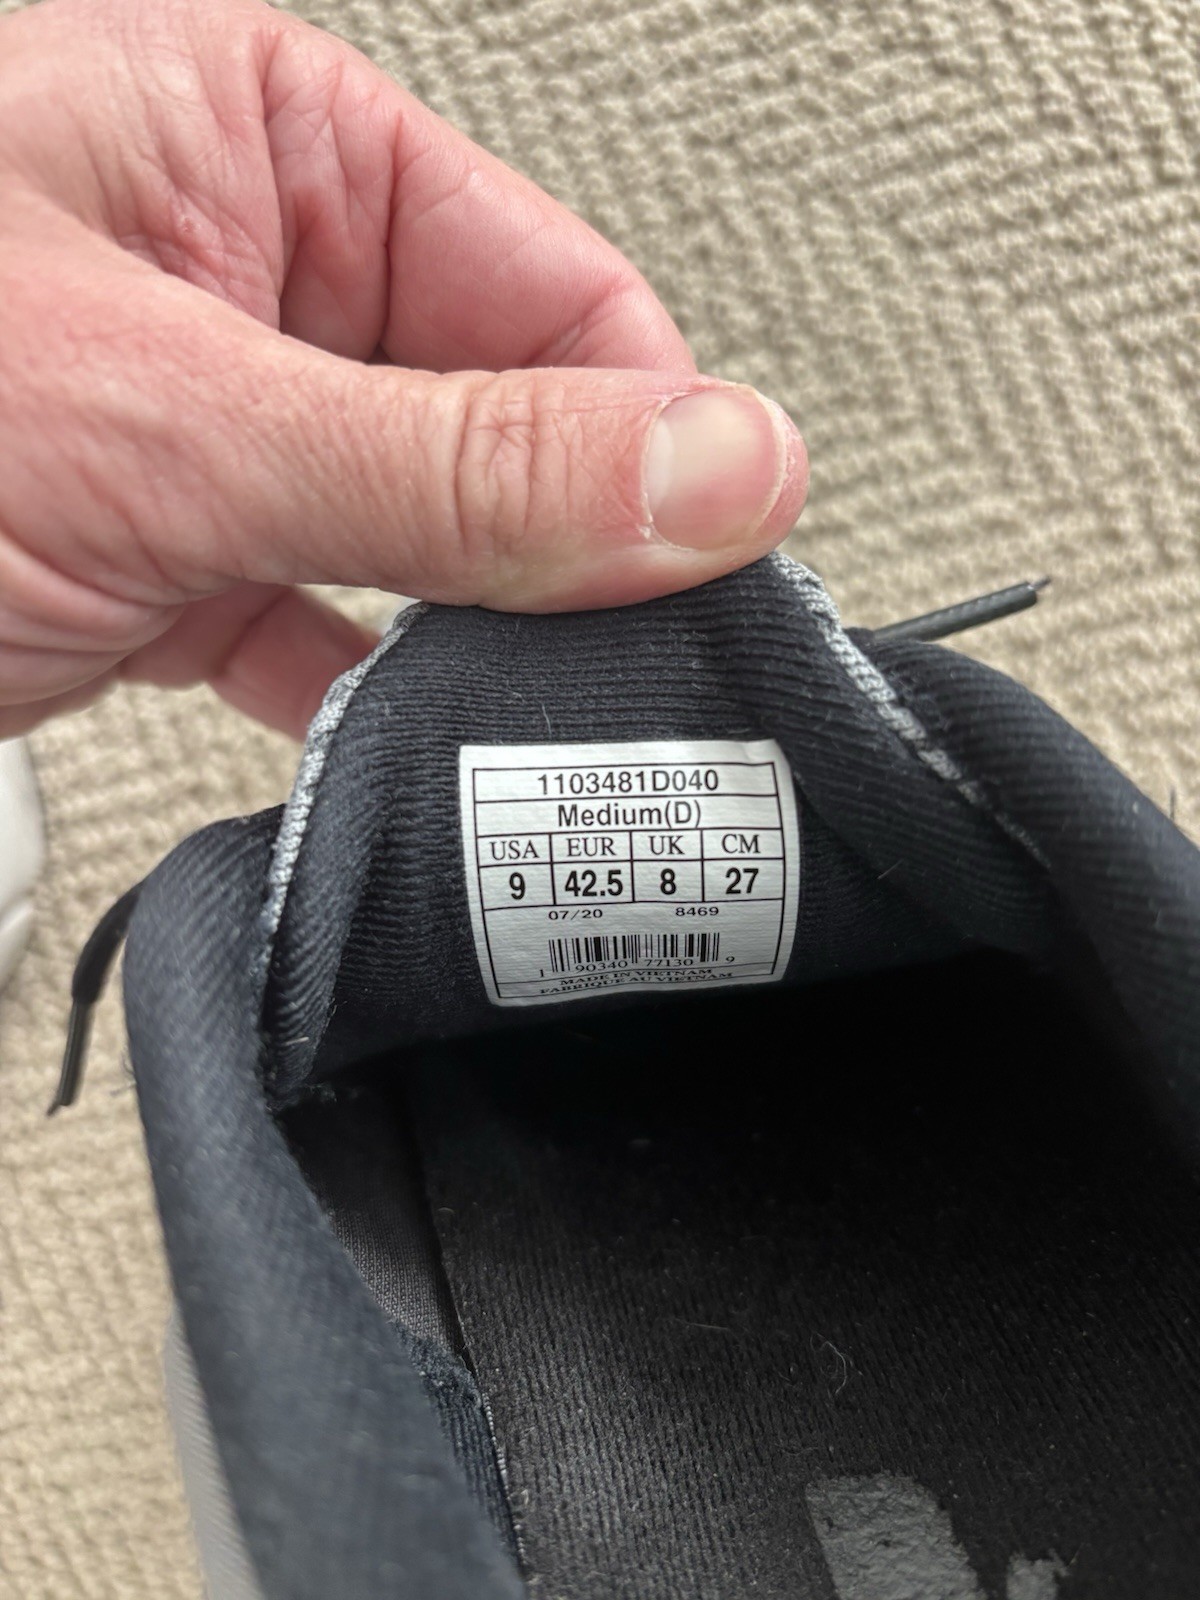 1103481D040
Medium(D)
USA EUR UK CM
9 42.5 8 27
07/20 8469
1 90340 77130 9
MADE IN VIETNAM
FABRIQUE AU VIETNAM